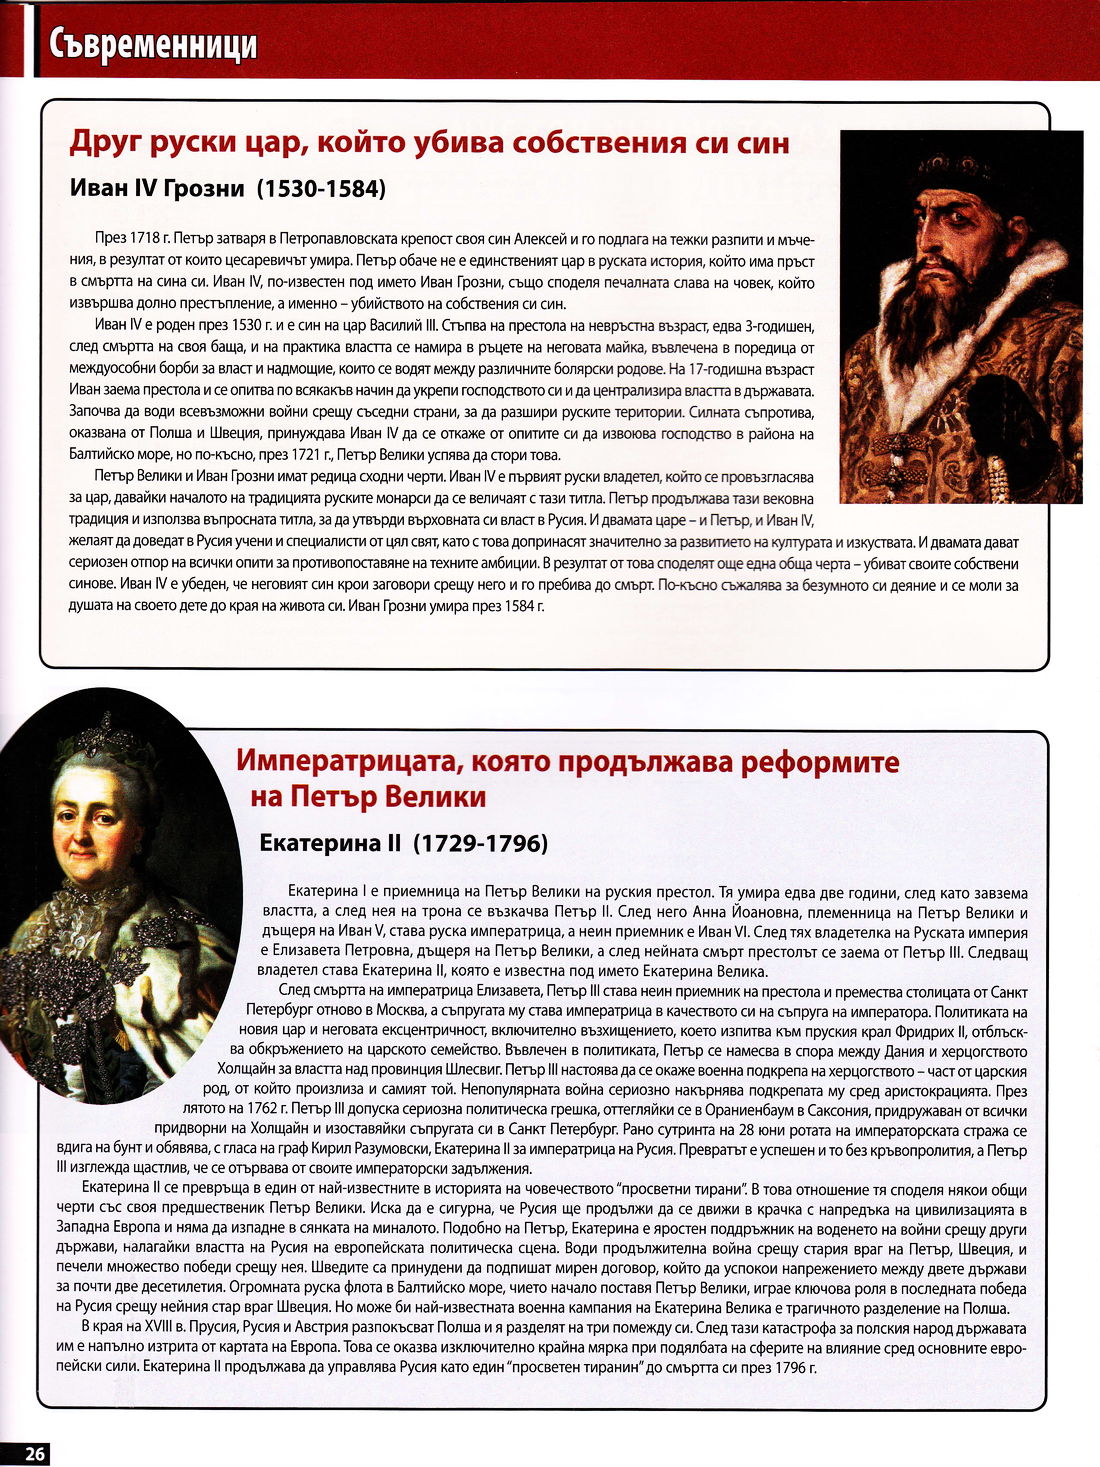 Съвременници
Друг руски цар, който убива собствения си син
Иван IV Грозни (1530-1584)
През 1718 г. Петър затваря в Петропавловската крепост своя син Алексей и го подлага на тежки разпити и мъче-
ния, в резултат от които цесаревичът умира. Петър обаче не е единственият цар в руската история, който има пръст
в смъртта на сина си. Иван IV, по-известен под името Иван Грозни, също споделя печалната слава на човек, който
извършва долно престъпление, а именно – убийството на собствения си син.
Иван IV е роден през 1530 г. и е син на цар Василий III. Стъпва на престола на невръстна възраст, едва 3-годишен,
след смъртта на своя баща, и на практика властта се намира в ръцете на неговата майка, въвлечена в поредица от
междуособни борби за власт и надмощие, които се водят между различните болярски родове. На 17-годишна възраст
Иван заема престола и се опитва по всякакъв начин да укрепи господството си и да централизира властта в държавата.
Започва да води всевъзможни войни срещу съседни страни, за да разшири руските територии. Силната съпротива,
оказвана от Полша и Швеция, принуждава Иван IV да се откаже от опитите си да извоюва господство в района на
Балтийско море, но по-късно, през 1721 г., Петър Велики успява да стори това.
Петър Велики и Иван Грозни имат редица сходни черти. Иван IV е първият руски владетел, който се провъзгласява
за цар, давайки началото на традицията руските монарси да се величаят с тази титла. Петър продължава тази вековна
традиция и използва въпросната титла, за да утвърди върховната си власт в Русия. И двамата царе – и Петър, и Иван IV,
желаят да доведат в Русия учени и специалисти от цял свят, като с това допринасят значително за развитието на културата и изкуствата. И двамата дават
сериозен отпор на всички опити за противопоставяне на техните амбиции. В резултат от това споделят още една обща черта – убиват своите собствени
синове. Иван IV е убеден, че неговият син крои заговори срещу него и го пребива до смърт. По-късно съжалява за безумното си деяние и се моли за
душата на своето дете до края на живота си. Иван Грозни умира през 1584 г.
Императрицата, която продължава реформите
на Петър Велики
Екатерина II (1729-1796)
Екатерина I е приемница на Петър Велики на руския престол. Тя умира едва две години, след като завзема
властта, а след нея на трона се възкачва Петър II. След него Анна Йоановна, племенница на Петър Велики и
дъщеря на Иван V, става руска императрица, а неин приемник е Иван VI. След тях владетелка на Руската империя
е Елизавета Петровна, дъщеря на Петър Велики, а след нейната смърт престолът се заема от Петър III. Следващ
владетел става Екатерина II, която е известна под името Екатерина Велика.
След смъртта на императрица Елизавета, Петър III става неин приемник на престола и премества столицата от Санкт
Петербург отново в Москва, а съпругата му става императрица в качеството си на съпруга на императора. Политиката на
новия цар и неговата ексцентричност, включително възхищението, което изпитва към пруския крал Фридрих II, отблъск-
ва обкръжението на царското семейство. Въвлечен в политиката, Петър се намесва в спора между Дания и херцогството
Холщайн за властта над провинция Шлесвиг. Петър III настоява да се окаже военна подкрепа на херцогството – част от царския
род, от който произлиза и самият той. Непопулярната война сериозно накърнява подкрепата му сред аристокрацията. През
лятото на 1762 г. Петър III допуска сериозна политическа грешка, оттегляйки се в Ораниенбаум в Саксония, придружаван от всички
придворни на Холщайн и изоставяйки съпругата си в Санкт Петербург. Рано сутринта на 28 юни ротата на императорската стража се
вдига на бунт и обявява, с гласа на граф Кирил Разумовски, Екатерина II за императрица на Русия. Превратът е успешен и то без кръвопролития, а Петър
III изглежда щастлив, че се отървава от своите императорски задължения.
Екатерина II се превръща в един от най-известните в историята на човечеството “просветни тирани”. В това отношение тя споделя някои общи
черти със своя предшественик Петър Велики. Иска да е сигурна, че Русия ще продължи да се движи в крачка с напредъка на цивилизацията в
Западна Европа и няма да изпадне в сянката на миналото. Подобно на Петър, Екатерина е яростен поддръжник на воденето на войни срещу други
държави, налагайки властта на Русия на европейската политическа сцена. Води продължителна война срещу стария враг на Петър, Швеция, и
печели множество победи срещу нея. Шведите са принудени да подпишат мирен договор, който да успокои напрежението между двете държави
за почти две десетилетия. Огромната руска флота в Балтийско море, чието начало поставя Петър Велики, играе ключова роля в последната победа
на Русия срещу нейния стар враг Швеция. Но може би най-известната военна кампания на Екатерина Велика е трагичното разделение на Полша.
В края на XVIII в. Прусия, Русия и Австрия разпокъсват Полша и я разделят на три помежду си. След тази катастрофа за полския народ държавата
им е напълно изтрита от картата на Европа. Това се оказва изключително крайна мярка при подялбата на сферите на влияние сред основните евро-
пейски сили. Екатерина II продължава да управлява Русия като един “просветен тиранин” до смъртта си през 1796 г.
26